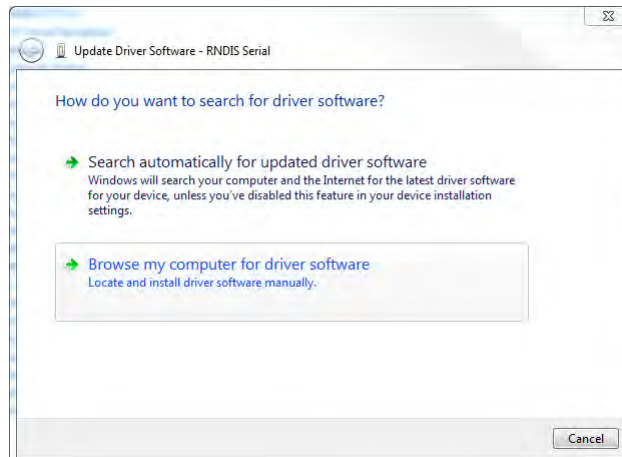 Update Driver Software - RNDIS Serial
How do you want to search for driver software?
Search automatically for updated driver software
Windows will search your computer and the Internet for the latest driver software
for your device, unless you've disabled this feature in your device installation
settings.
Browse my computer for driver software
Locate and install driver software manually.
Cancel